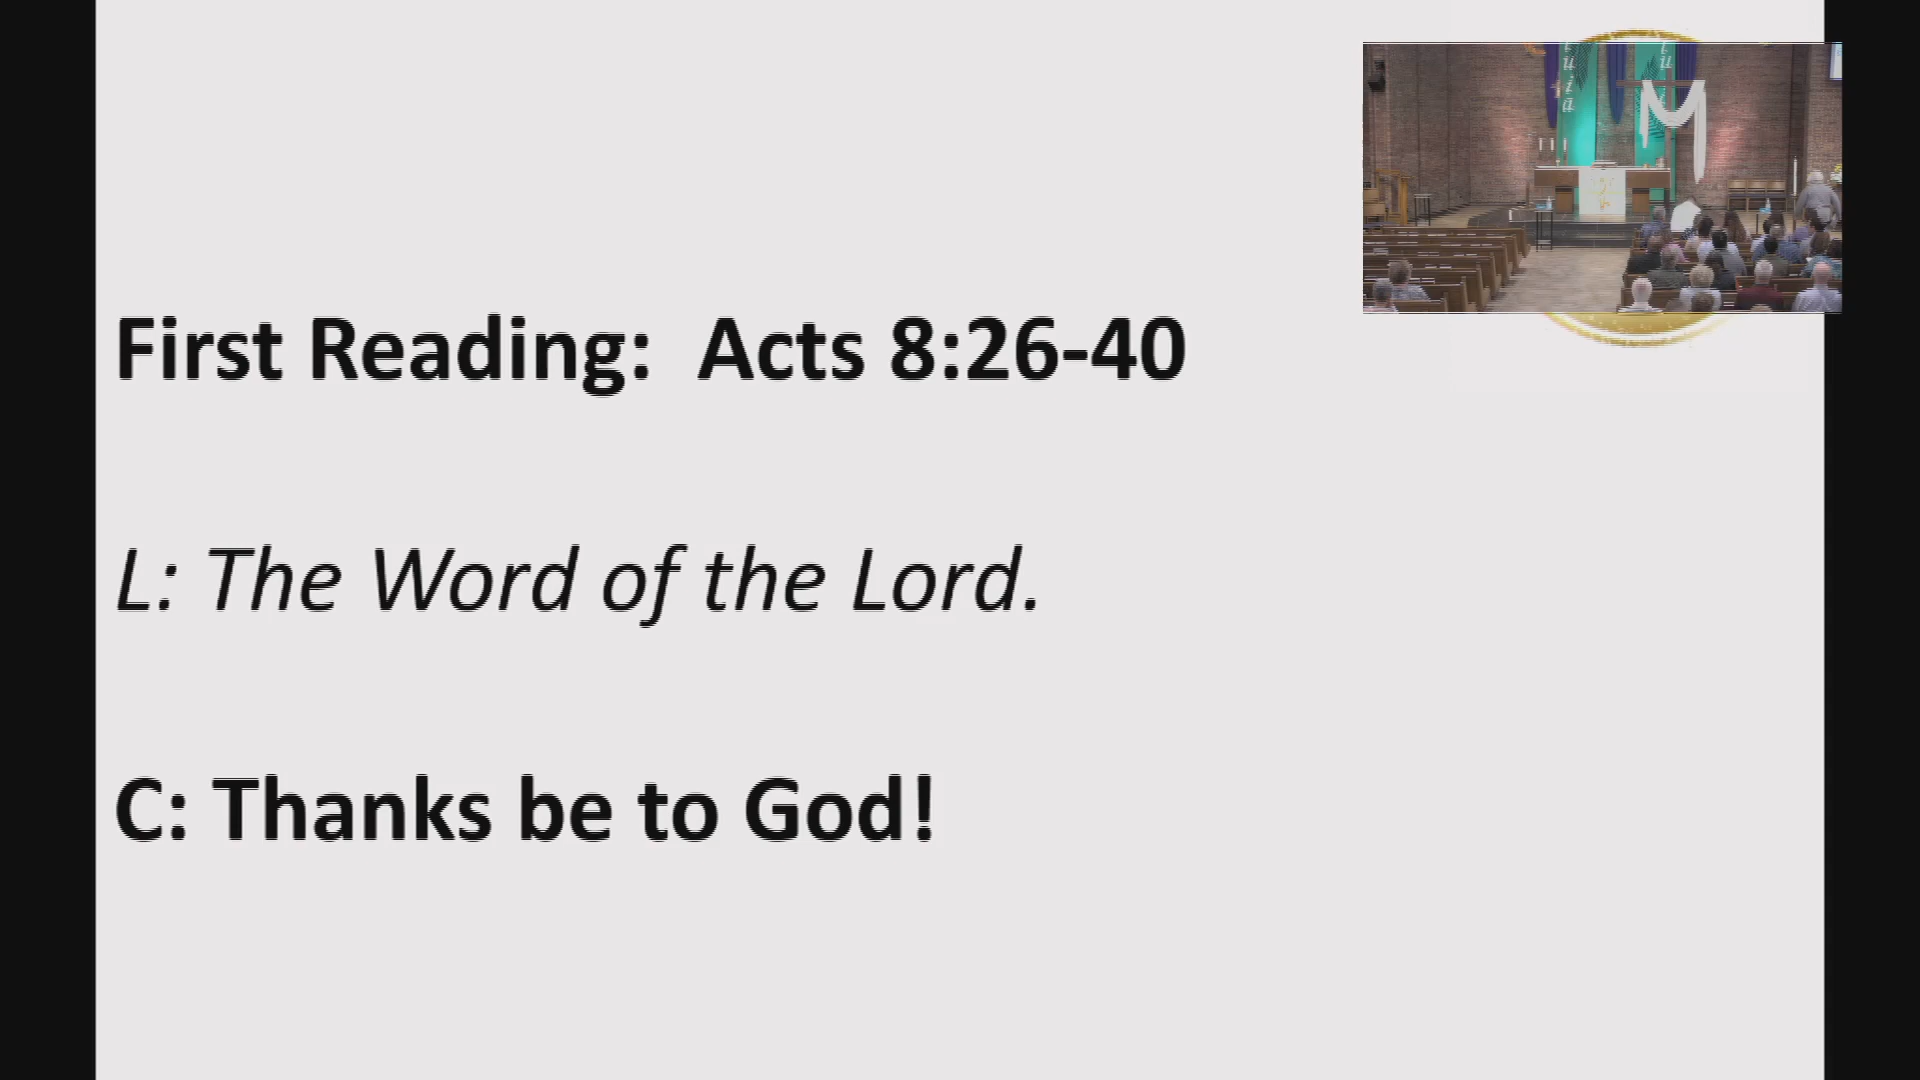 First Reading: Acts 8:26-40
L: The Word of the Lord.
C: Thanks be to God!